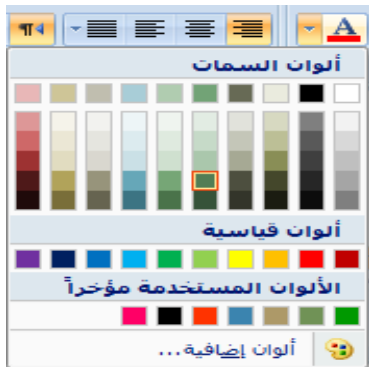 A
ألوان السمات
ألوان قياسية
الألوان المستخدمة مؤخراً
ألوان إضافية...